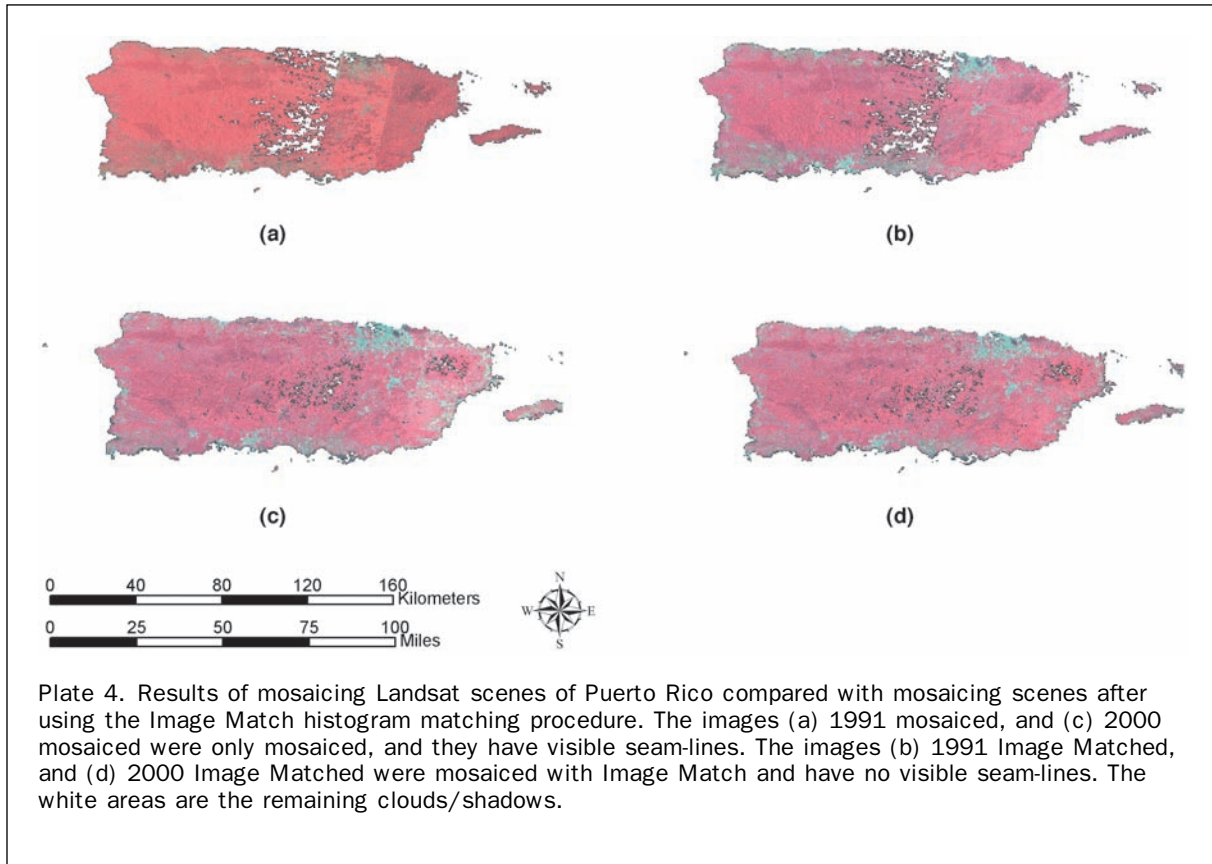 (a)
(b)
(c)
(d)
0 40 80 120 160
Kilometers
0 25 50 75 100
Miles
N
W E
S
Plate 4. Results of mosaicing Landsat scenes of Puerto Rico compared with mosaicing scenes after
using the Image Match histogram matching procedure. The images (a) 1991 mosaiced, and (c) 2000
mosaiced were only mosaiced, and they have visible seam-lines. The images (b) 1991 Image Matched,
and (d) 2000 Image Matched were mosaiced with Image Match and have no visible seam-lines. The
white areas are the remaining clouds/shadows.